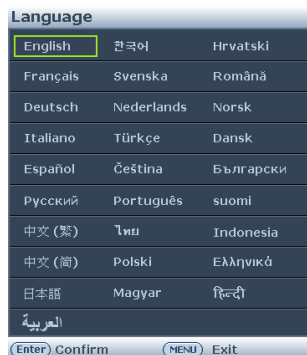 Language
English 한국어 Hrvatski
Français Svenska Română
Deutsch Nederlands Norsk
Italiano Türkçe Dansk
Español Čeština Български
Русский Português suomi
中文 (繁) ไทย Indonesia
中文 (简) Polski Ελληνικά
日本語 Magyar हिन्दी
العربية
Enter Confirm MENU Exit